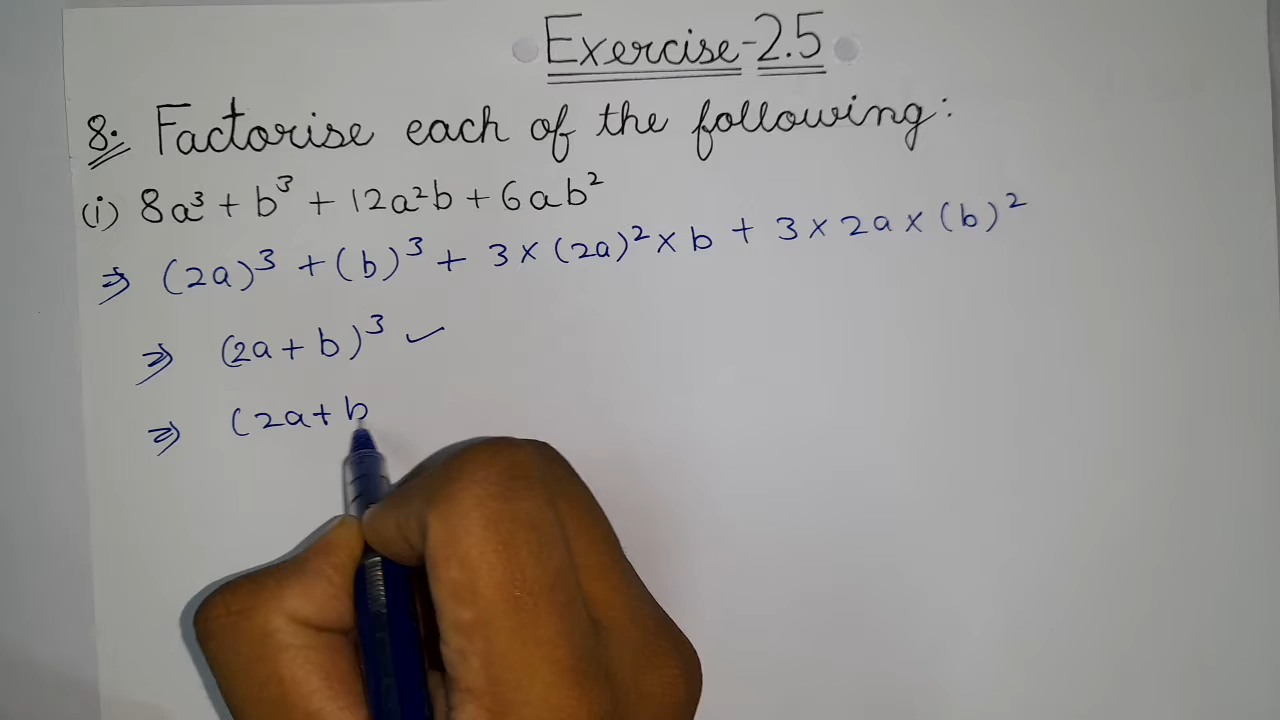 Exercise-2.5
8. Factorise each of the following:
(i) 8a³ + b³ + 12a²b + 6ab²
⇒ (2a)³ + (b)³ + 3 × (2a)² × b + 3 × 2a × (b)²
⇒ (2a + b)³ ✓
⇒ (2a + b